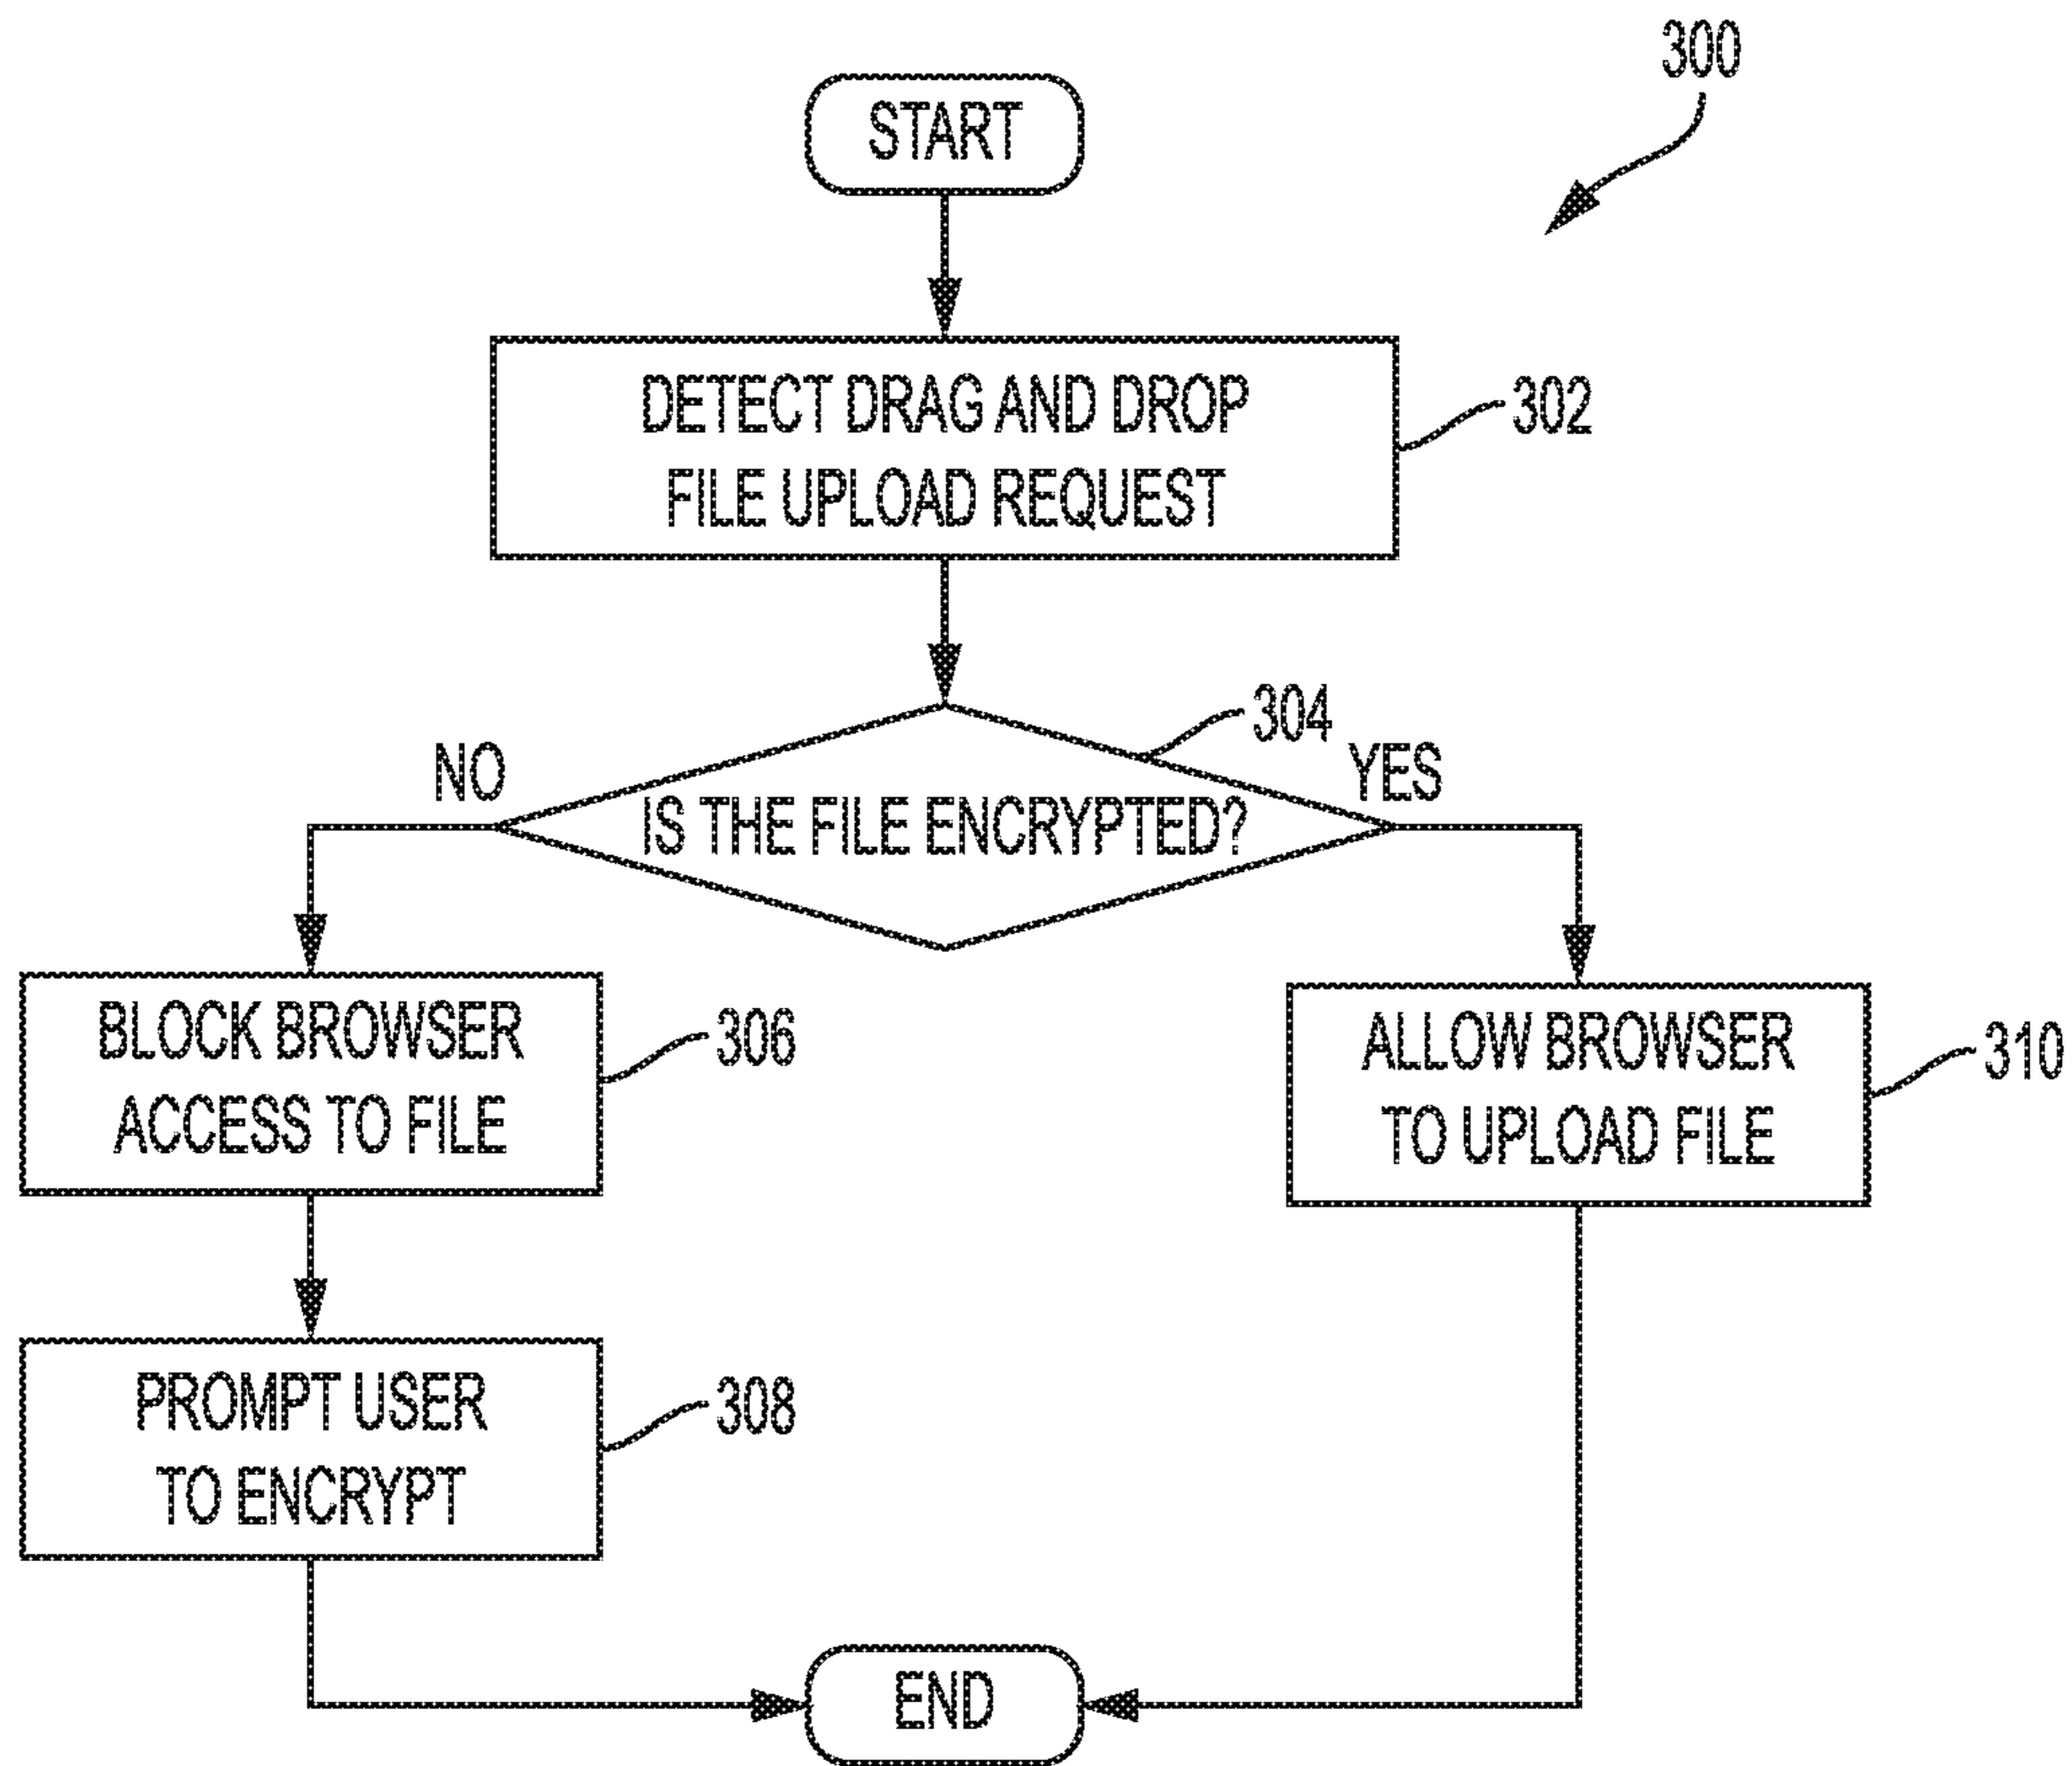 300
START
DETECT DRAG AND DROP
FILE UPLOAD REQUEST
302
304
NO
YES
IS THE FILE ENCRYPTED?
BLOCK BROWSER
ACCESS TO FILE
306
ALLOW BROWSER
TO UPLOAD FILE
310
PROMPT USER
TO ENCRYPT
308
END